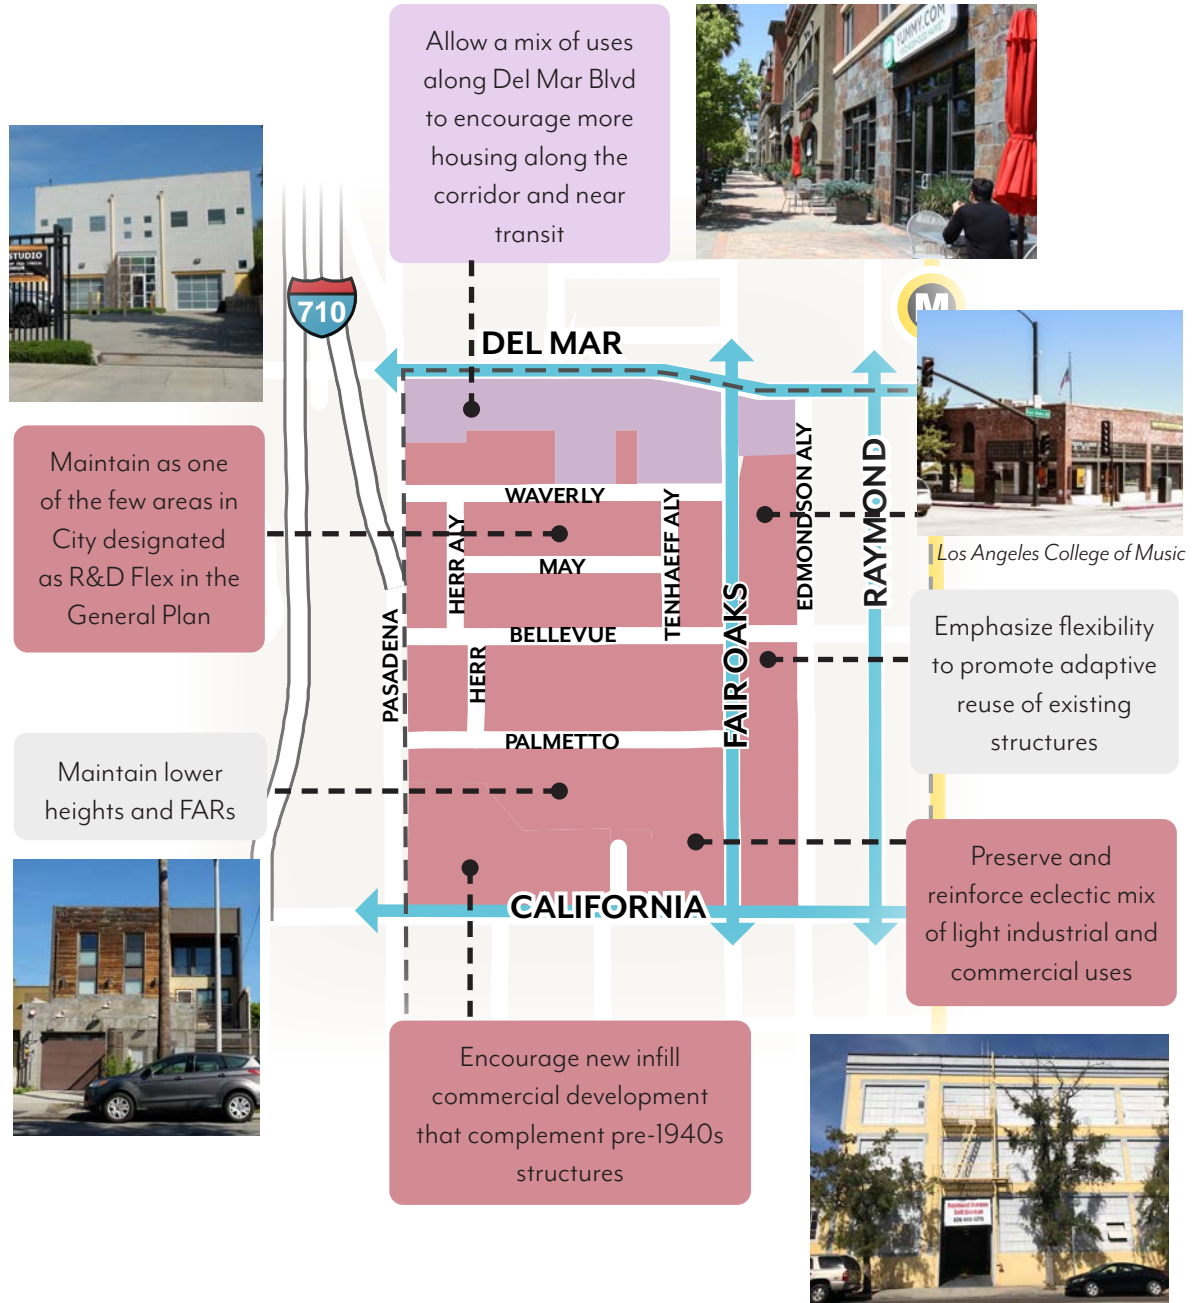 Allow a mix of uses
along Del Mar Blvd
to encourage more
housing along the
corridor and near
transit
YUMMY.COM
STUDIO
710
M
DEL MAR
Maintain as one
of the few areas in
City designated
as R&D Flex in the
General Plan
WAVERLY
HERR ALY
TENHAEFF ALY
EDMONDSON ALY
RAYMOND
Los Angeles College of Music
MAY
PASADENA
BELLEVUE
HERR
FAIR OAKS
Emphasize flexibility
to promote adaptive
reuse of existing
structures
PALMETTO
Maintain lower
heights and FARs
Preserve and
reinforce eclectic mix
of light industrial and
commercial uses
CALIFORNIA
Encourage new infill
commercial development
that complement pre-1940s
structures